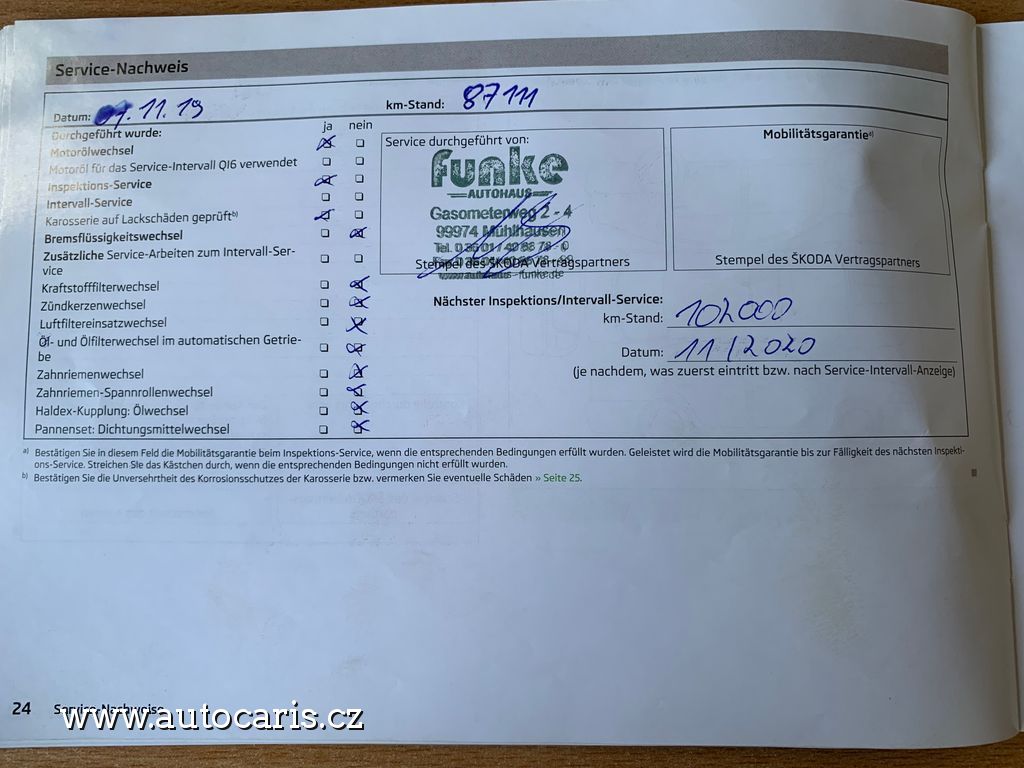 Service-Nachweis
Datum: 07.11.19 km-Stand: 87111
Durchgeführt wurde: ja nein
Motorölwechsel
Motoröl für das Service-Intervall QI6 verwendet
Inspektions-Service
Intervall-Service
Karosserie auf Lackschäden geprüft b)
Bremsflüssigkeitswechsel
Zusätzliche Service-Arbeiten zum Intervall-Ser-
vice
Kraftstofffilterwechsel
Zündkerzenwechsel
Luftfiltereinsatzwechsel
Öl- und Ölfilterwechsel im automatischen Getrie-
be
Zahnriemenwechsel
Zahnriemen-Spannrollenwechsel
Haldex-Kupplung: Ölwechsel
Pannenset: Dichtungsmittelwechsel
Service durchgeführt von:
funke
AUTOHAUS
Gasometerweg 2 - 4
99974 Mühlhausen
Stempel des ŠKODA Vertragspartners
Mobilitätsgarantie a)
Stempel des ŠKODA Vertragspartners
Nächster Inspektions/Intervall-Service:
km-Stand: 102000
Datum: 11/2020
(je nachdem, was zuerst eintritt bzw. nach Service-Intervall-Anzeige)
a) Bestätigen Sie in diesem Feld die Mobilitätsgarantie beim Inspektions-Service, wenn die entsprechenden Bedingungen erfüllt wurden. Geleistet wird die Mobilitätsgarantie bis zur Fälligkeit des nächsten Inspekti-
ons-Service. Streichen Sie das Kästchen durch, wenn die entsprechenden Bedingungen nicht erfüllt wurden.
b) Bestätigen Sie die Unversehrtheit des Korrosionsschutzes der Karosserie bzw. vermerken Sie eventuelle Schäden » Seite 25.
24 Service-Nachweise
www.autocaris.cz